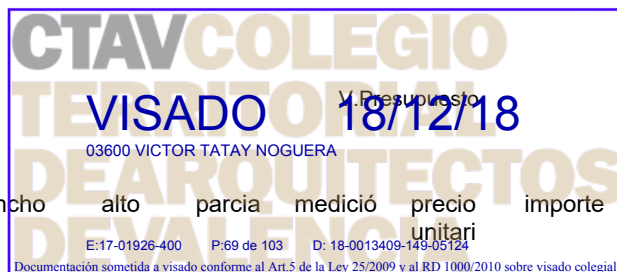 CTAVCOLEGIO
TERRITORIAL
V.Presupuesto
VISADO 18/12/18
03600 VICTOR TATAY NOGUERA
DEARQUITECTOS
ncho alto parcia medició precio importe
unitari
DEVALENCIA
E:17-01926-400 P:69 de 103 D: 18-0013409-149-05124
Documentación sometida a visado conforme al Art.5 de la Ley 25/2009 y al RD 1000/2010 sobre visado colegial